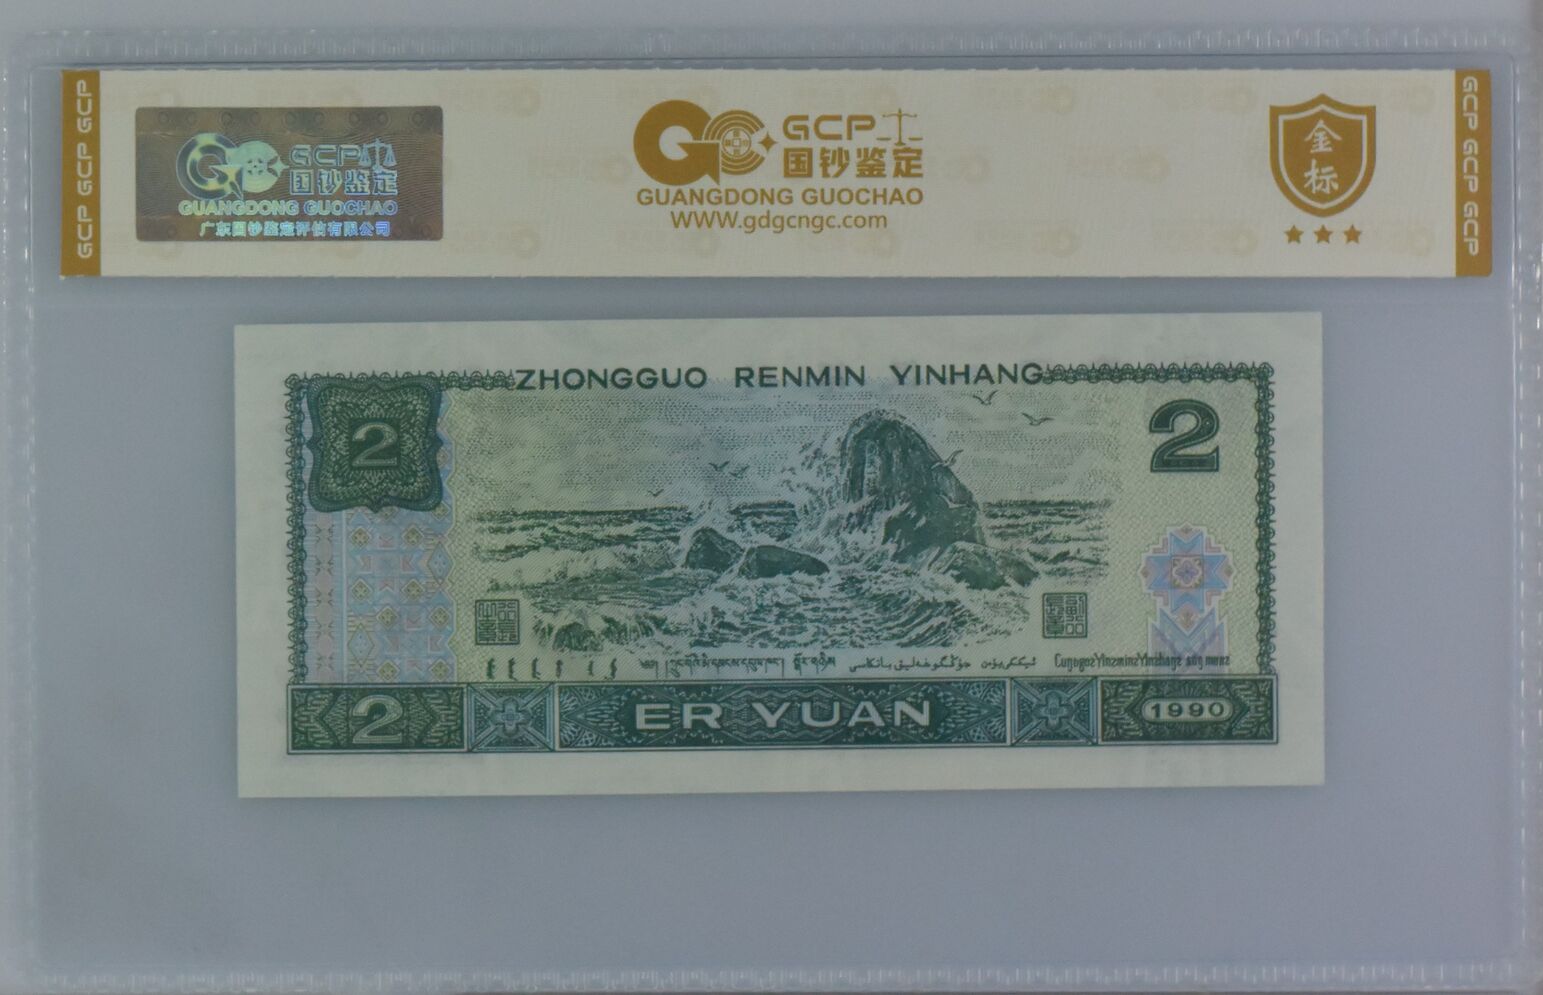 GCP GCP GCP
GCP
国钞鉴定
GUANGDONG GUOCHAO
广东国钞鉴定评估有限公司
GCP
国钞鉴定
GUANGDONG GUOCHAO
WWW.gdgcngc.com
金
标
GCP GCP GCP
ZHONGGUO RENMIN YINHANG
2
2
2
ER YUAN
1990